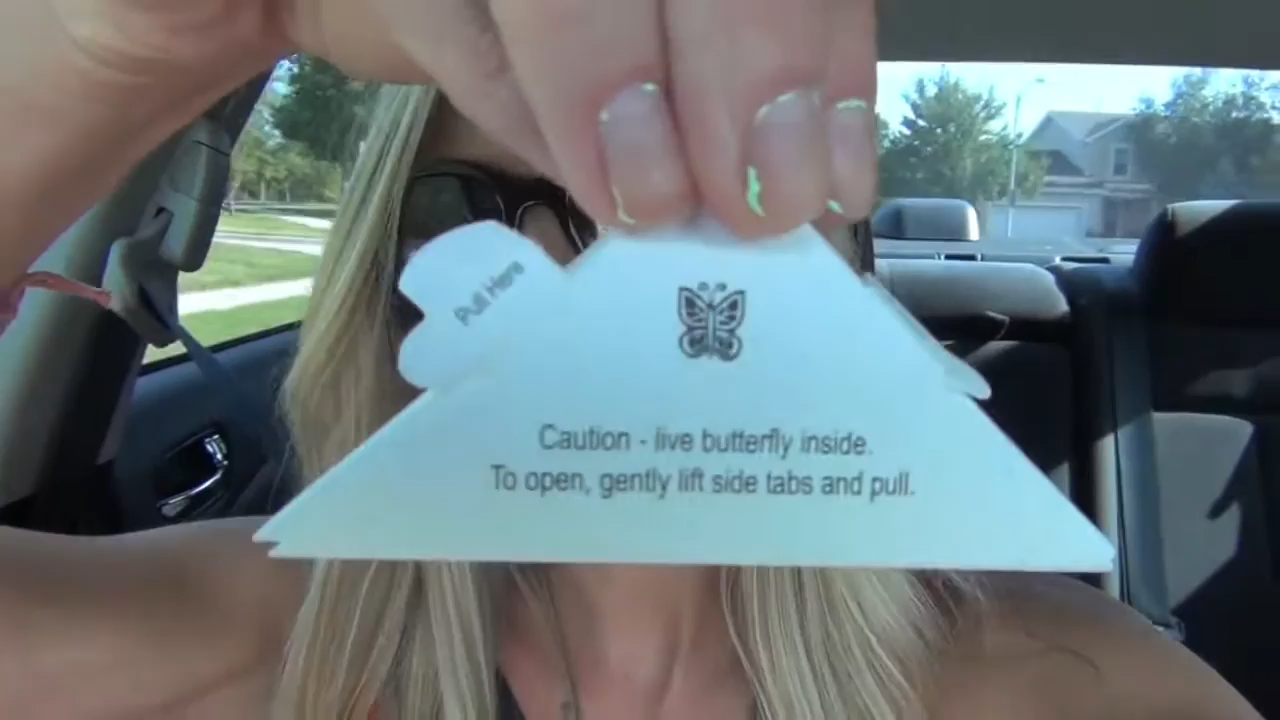 Pull Here
Caution - live butterfly inside.
To open, gently lift side tabs and pull.